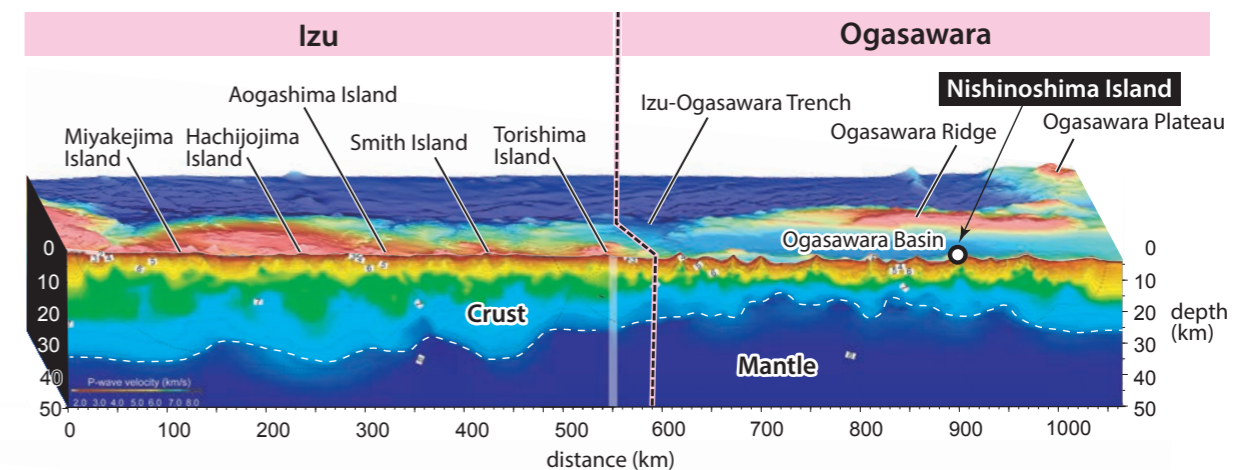 Izu
Ogasawara
Aogashima Island
Izu-Ogasawara Trench
Nishinoshima Island
Miyakejima
Island
Hachijojima
Island
Smith Island
Torishima
Island
Ogasawara Ridge
Ogasawara Plateau
Ogasawara Basin
0
10
20
30
40
50
Crust
Mantle
P-wave velocity (km/s)
2.0 3.0 4.0 5.0 6.0 7.0 8.0
0
10
20
30
40
50
depth
(km)
0 100 200 300 400 500 600 700 800 900 1000
distance (km)